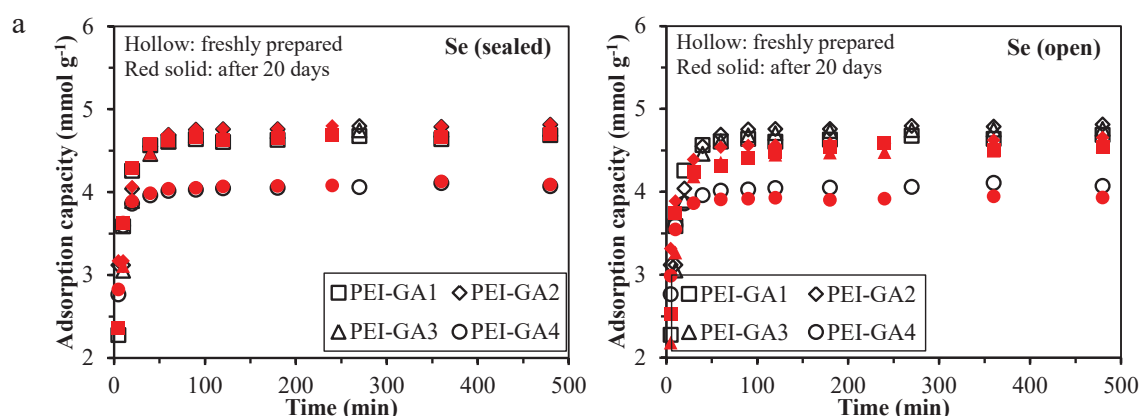 a
Adsorption capacity (mmol g⁻¹)
6
5
4
3
2
Hollow: freshly prepared
Red solid: after 20 days
Se (sealed)
PEI-GA1 PEI-GA2
PEI-GA3 PEI-GA4
0 100 200 300 400 500
Time (min)
Adsorption capacity (mmol g⁻¹)
6
5
4
3
2
Hollow: freshly prepared
Red solid: after 20 days
Se (open)
PEI-GA1 PEI-GA2
PEI-GA3 PEI-GA4
0 100 200 300 400 500
Time (min)